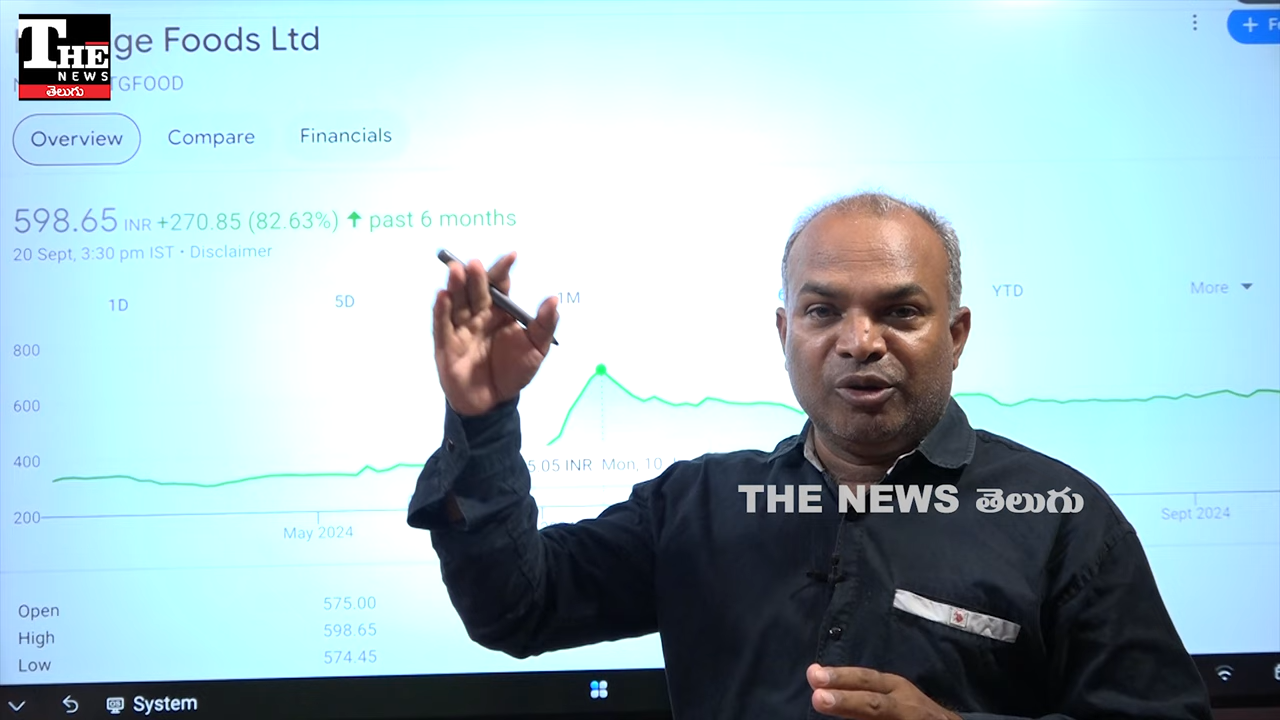 THE
NEWS
తెలుగు
ge Foods Ltd
TGFOOD
Overview Compare Financials
598.65 INR +270.85 (82.63%) ↑ past 6 months
20 Sept, 3:30 pm IST · Disclaimer
1D 5D 1M YTD More
800
600
400
200
5.05 INR Mon, 10
May 2024 Sept 2024
THE NEWS తెలుగు
Open 575.00
High 598.65
Low 574.45
System